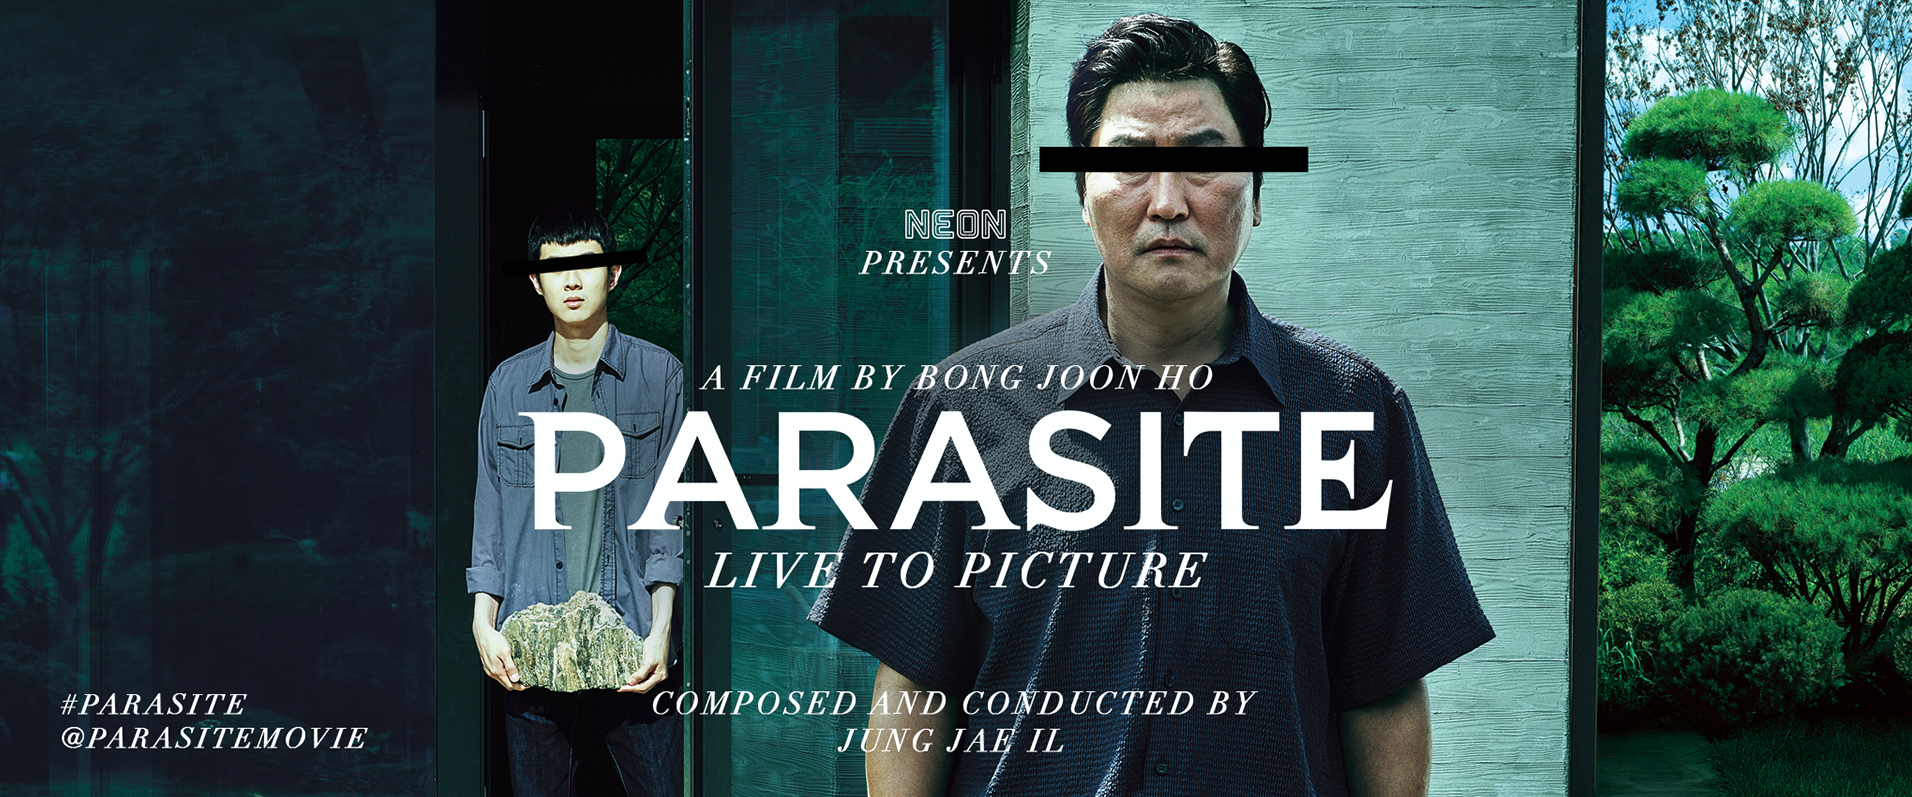 NEON
PRESENTS
A FILM BY BONG JOON HO
PARASITE
LIVE TO PICTURE
COMPOSED AND CONDUCTED BY
JUNG JAE IL
#PARASITE
@PARASITEMOVIE